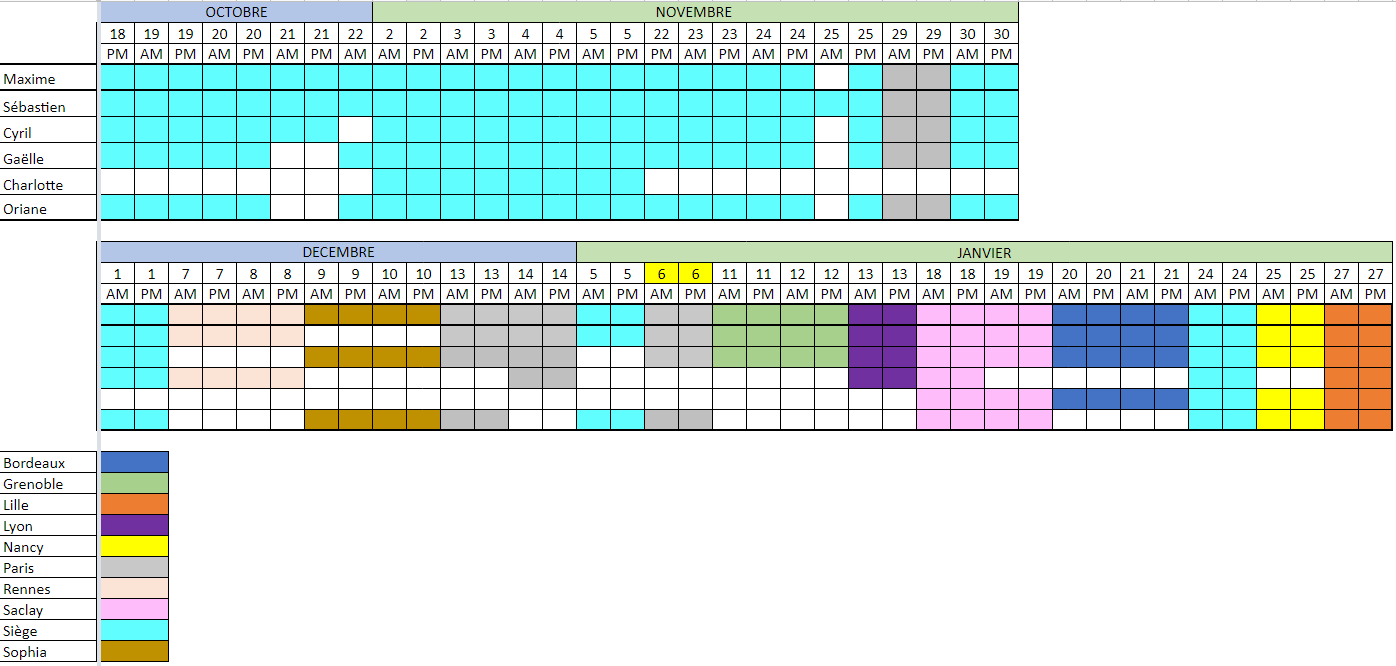 OCTOBRE NOVEMBRE
18 19 19 20 20 21 21 22 2 2 3 3 4 4 5 5 22 23 23 24 24 25 25 29 29 30 30
PM AM PM AM PM AM PM AM AM PM AM PM AM PM AM PM PM AM PM AM PM AM PM AM PM AM PM
Maxime
Sébastien
Cyril
Gaëlle
Charlotte
Oriane
DECEMBRE JANVIER
1 1 7 7 8 8 9 9 10 10 13 13 14 14 5 5 6 6 11 11 12 12 13 13 18 18 19 19 20 20 21 21 24 24 25 25 27 27
AM PM AM PM AM PM AM PM AM PM AM PM AM PM AM PM AM PM AM PM AM PM AM PM AM PM AM PM AM PM AM PM AM PM AM PM AM PM
Bordeaux
Grenoble
Lille
Lyon
Nancy
Paris
Rennes
Saclay
Siège
Sophia